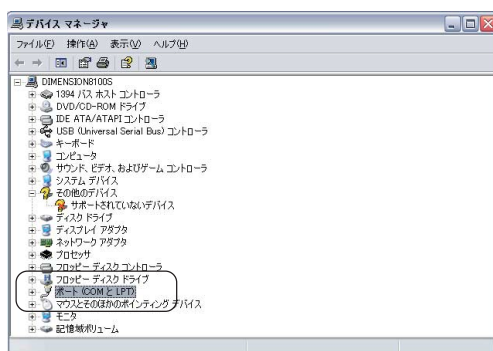 デバイス マネージャ
ファイル(F) 操作(A) 表示(V) ヘルプ(H)
DIMENSION8100S
1394 バス ホスト コントローラ
DVD/CD-ROM ドライブ
IDE ATA/ATAPI コントローラ
USB (Universal Serial Bus) コントローラ
キーボード
コンピュータ
サウンド、ビデオ、およびゲーム コントローラ
システム デバイス
その他のデバイス
サポートされていないデバイス
ディスク ドライブ
ディスプレイ アダプタ
ネットワーク アダプタ
プロセッサ
フロッピー ディスク コントローラ
フロッピー ディスク ドライブ
ポート (COM と LPT)
マウスとそのほかのポインティング デバイス
モニタ
記憶域ボリューム